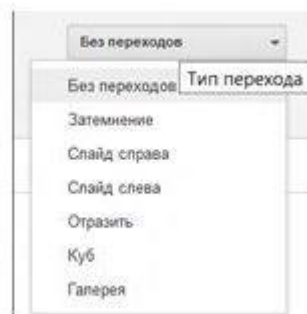 Без переходов
Без переходов
Тип перехода
Затемнение
Слайд справа
Слайд слева
Отразить
Куб
Галерея